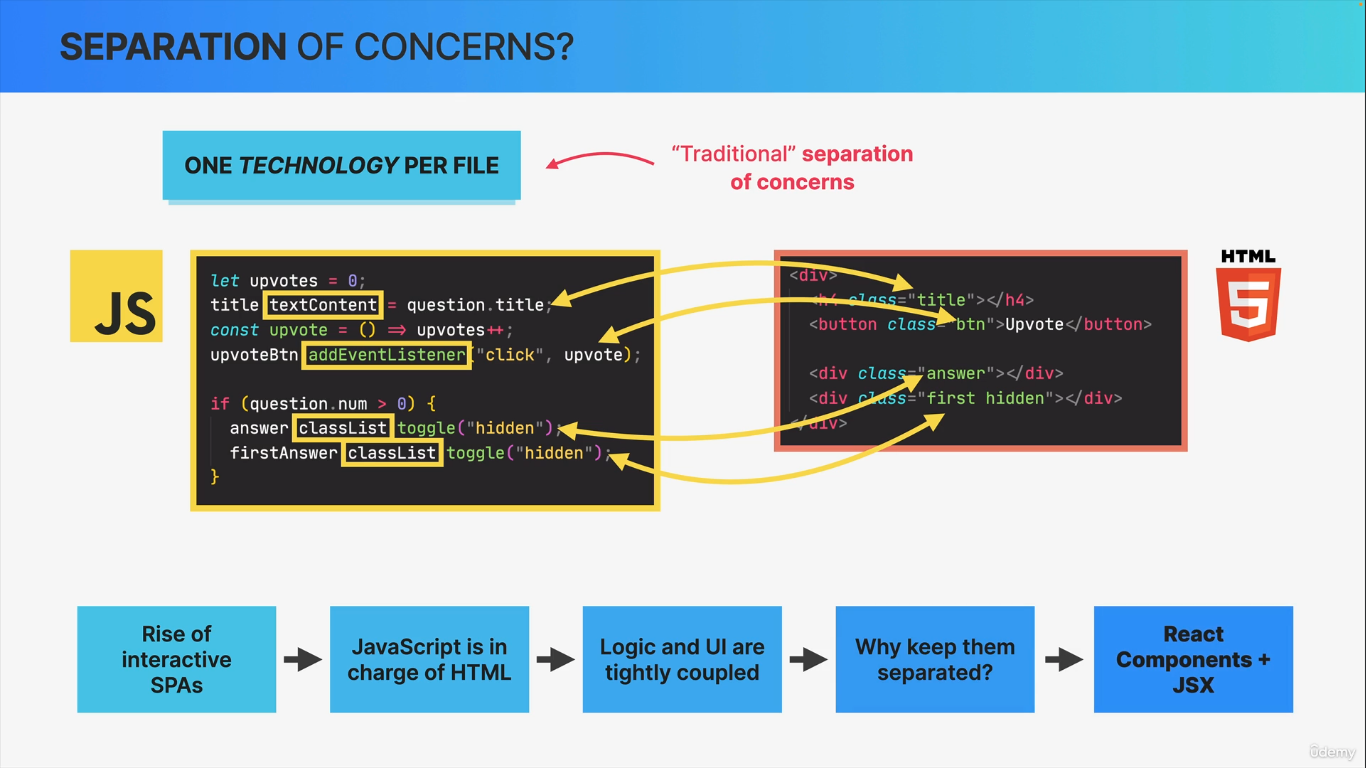 SEPARATION OF CONCERNS?
ONE TECHNOLOGY PER FILE
“Traditional” separation
of concerns
JS
let upvotes = 0;
title.textContent = question.title;
const upvote = () => upvotes++;
upvoteBtn.addEventListener("click", upvote);
if (question.num > 0) {
answer.classList.toggle("hidden");
firstAnswer.classList.toggle("hidden");
}
HTML
5
<div>
<h4 class="title"></h4>
<button class="btn">Upvote</button>
<div class="answer"></div>
<div class="first hidden"></div>
</div>
Rise of
interactive
SPAs
JavaScript is in
charge of HTML
Logic and UI are
tightly coupled
Why keep them
separated?
React
Components +
JSX
ûdemy